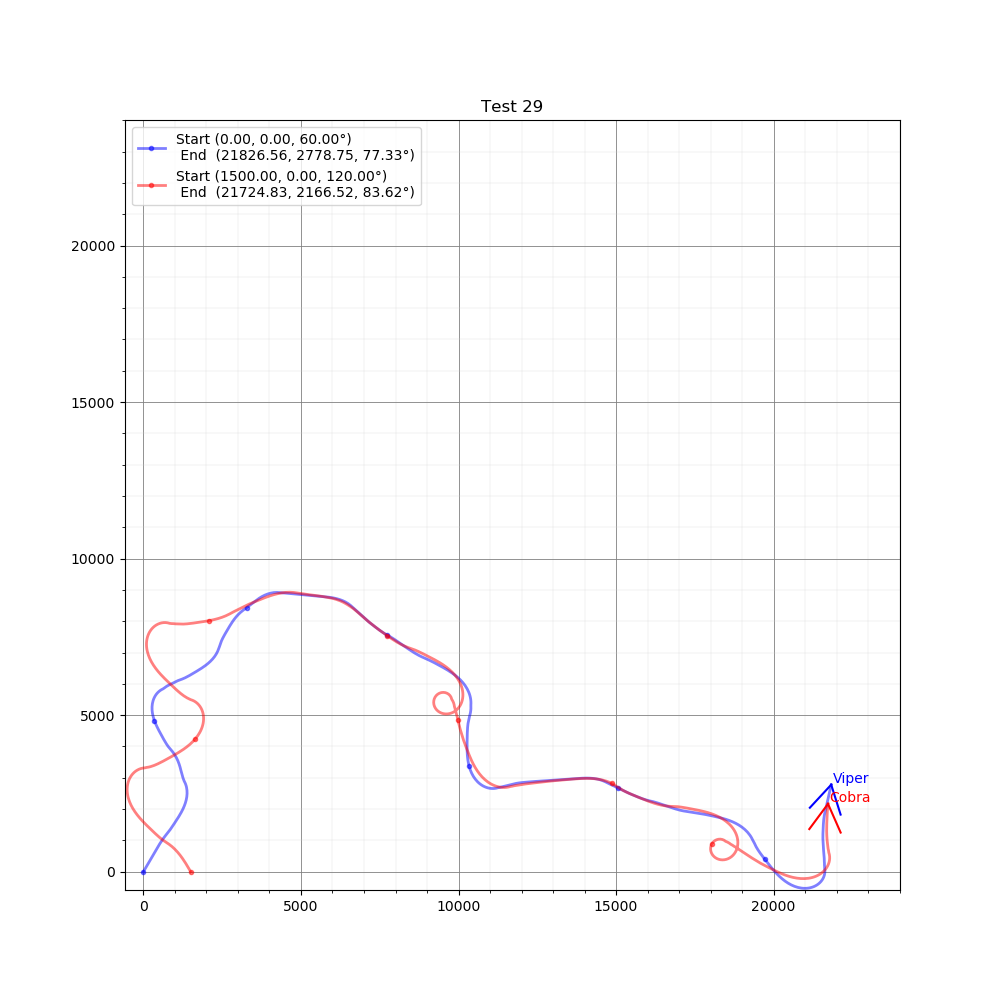 Test 29
Start (0.00, 0.00, 60.00°)
End  (21826.56, 2778.75, 77.33°)
Start (1500.00, 0.00, 120.00°)
End  (21724.83, 2166.52, 83.62°)
20000
15000
10000
5000
0
Viper
Cobra
0
5000
10000
15000
20000